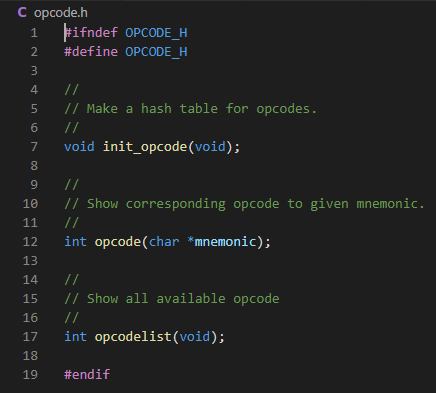 C opcode.h
1 #ifndef OPCODE_H
2 #define OPCODE_H
3
4 //
5 // Make a hash table for opcodes.
6 //
7 void init_opcode(void);
8
9 //
10 // Show corresponding opcode to given mnemonic.
11 //
12 int opcode(char *mnemonic);
13
14 //
15 // Show all available opcode
16 //
17 int opcodelist(void);
18
19 #endif